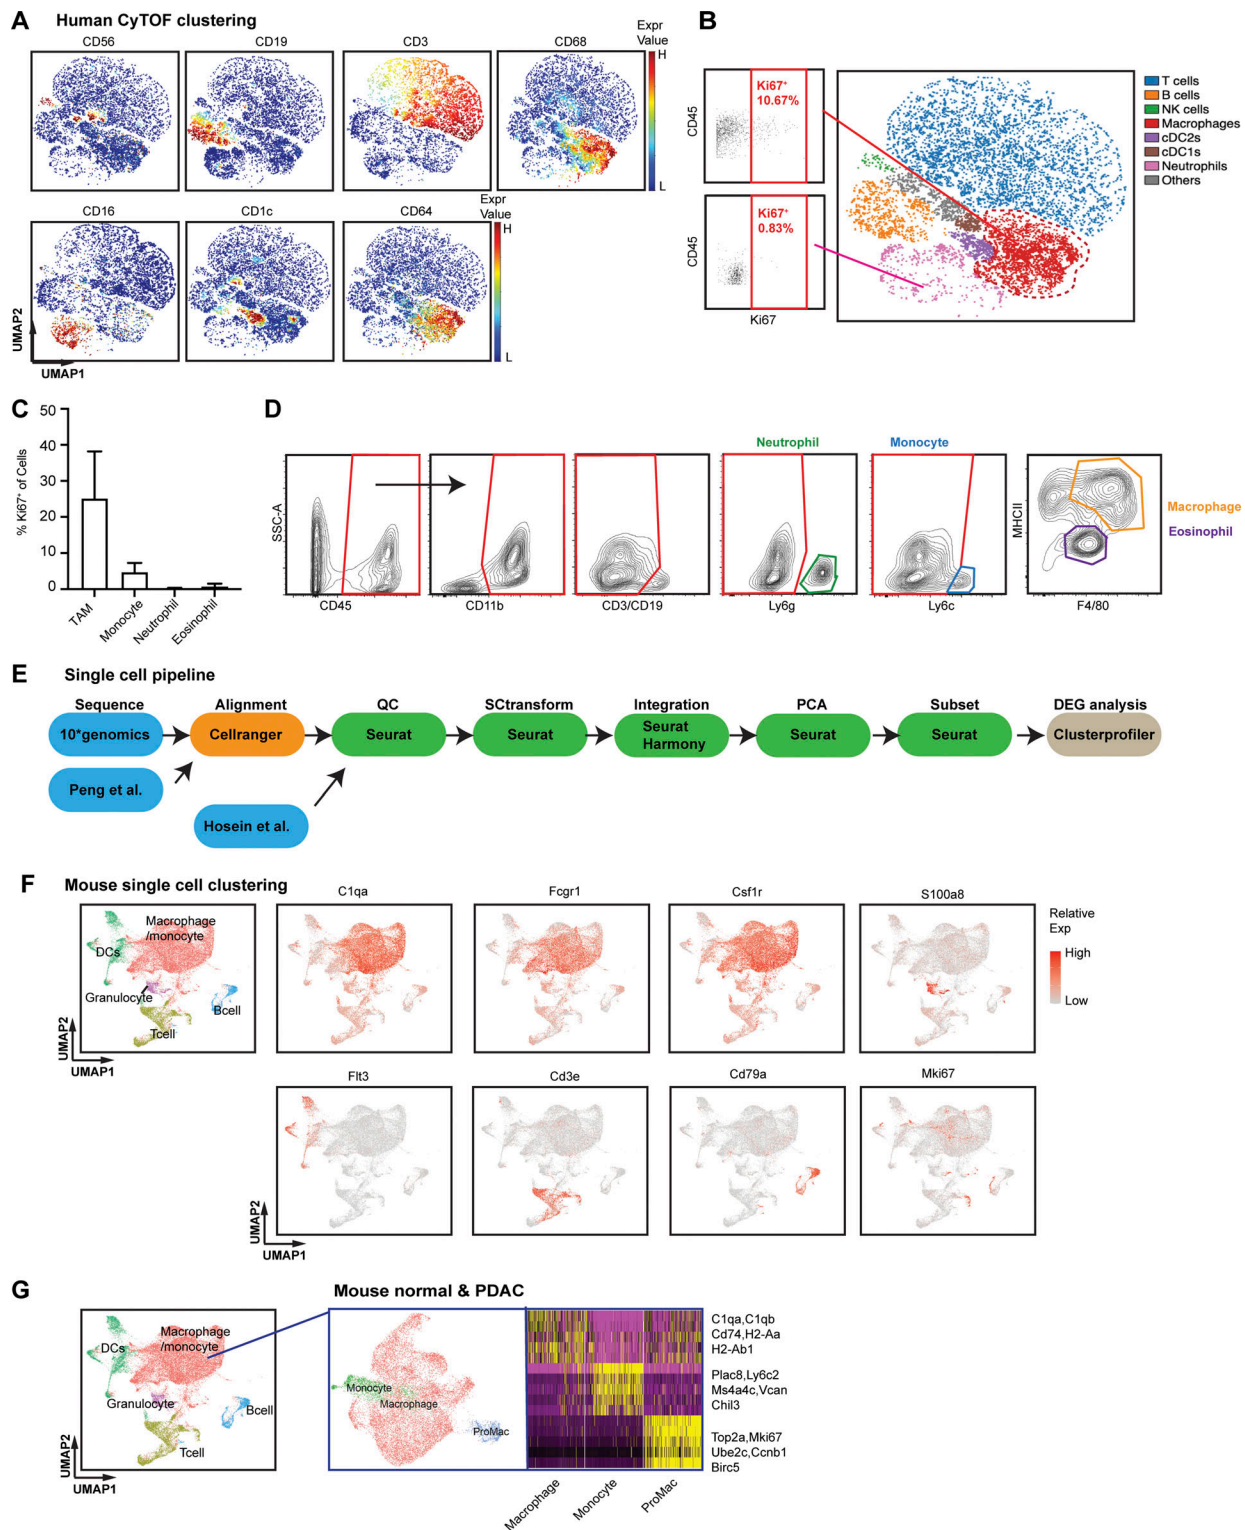 A
Human CyTOF clustering
CD56
CD19
CD3
CD68
Expr
Value
H
L
CD16
CD1c
CD64
Expr
Value
H
L
UMAP2
UMAP1
B
Ki67⁺
10.67%
CD45
Ki67⁺
0.83%
CD45
Ki67
T cells
B cells
NK cells
Macrophages
cDC2s
cDC1s
Neutrophils
Others
C
% Ki67⁺ of Cells
50
40
30
20
10
0
TAM
Monocyte
Neutrophil
Eosinophil
D
Neutrophil
Monocyte
SSC-A
CD45
CD11b
CD3/CD19
Ly6g
Ly6c
MHCII
F4/80
Macrophage
Eosinophil
E
Single cell pipeline
Sequence
Alignment
QC
SCtransform
Integration
PCA
Subset
DEG analysis
10*genomics
Cellranger
Seurat
Seurat
Seurat
Harmony
Seurat
Seurat
Clusterprofiler
Peng et al.
Hosein et al.
F
Mouse single cell clustering
Macrophage
/monocyte
DCs
Granulocyte
Bcell
Tcell
UMAP2
UMAP1
C1qa
Fcgr1
Csf1r
S100a8
Relative
Exp
High
Low
Flt3
Cd3e
Cd79a
Mki67
UMAP2
UMAP1
G
Mouse normal & PDAC
Macrophage
/monocyte
DCs
Granulocyte
Bcell
Tcell
UMAP2
UMAP1
Monocyte
Macrophage
ProMac
C1qa,C1qb
Cd74,H2-Aa
H2-Ab1
Plac8,Ly6c2
Ms4a4c,Vcan
Chil3
Top2a,Mki67
Ube2c,Ccnb1
Birc5
Macrophage
Monocyte
ProMac